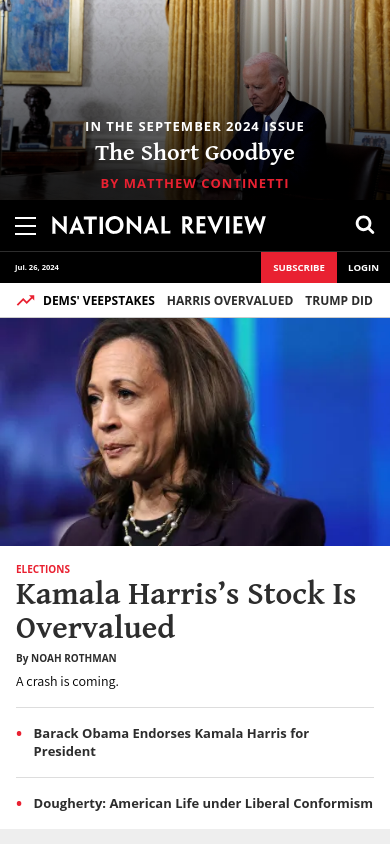 IN THE SEPTEMBER 2024 ISSUE
The Short Goodbye
BY MATTHEW CONTINETTI
NATIONAL REVIEW
Jul. 26, 2024
SUBSCRIBE
LOGIN
DEMS' VEEPSTAKES HARRIS OVERVALUED TRUMP DID
ELECTIONS
Kamala Harris’s Stock Is
Overvalued
By NOAH ROTHMAN
A crash is coming.
• Barack Obama Endorses Kamala Harris for
President
• Dougherty: American Life under Liberal Conformism